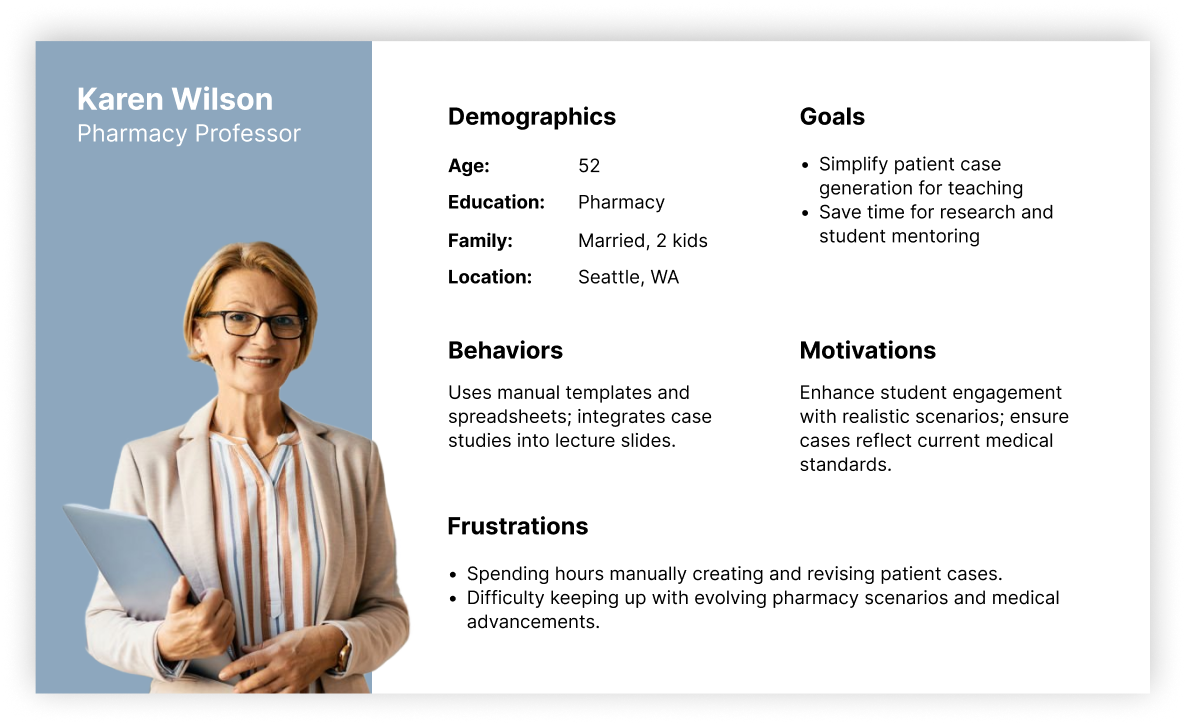 Karen Wilson
Pharmacy Professor
Demographics
Age: 52
Education: Pharmacy
Family: Married, 2 kids
Location: Seattle, WA
Goals
• Simplify patient case
generation for teaching
• Save time for research and
student mentoring
Behaviors
Uses manual templates and
spreadsheets; integrates case
studies into lecture slides.
Motivations
Enhance student engagement
with realistic scenarios; ensure
cases reflect current medical
standards.
Frustrations
• Spending hours manually creating and revising patient cases.
• Difficulty keeping up with evolving pharmacy scenarios and medical
advancements.